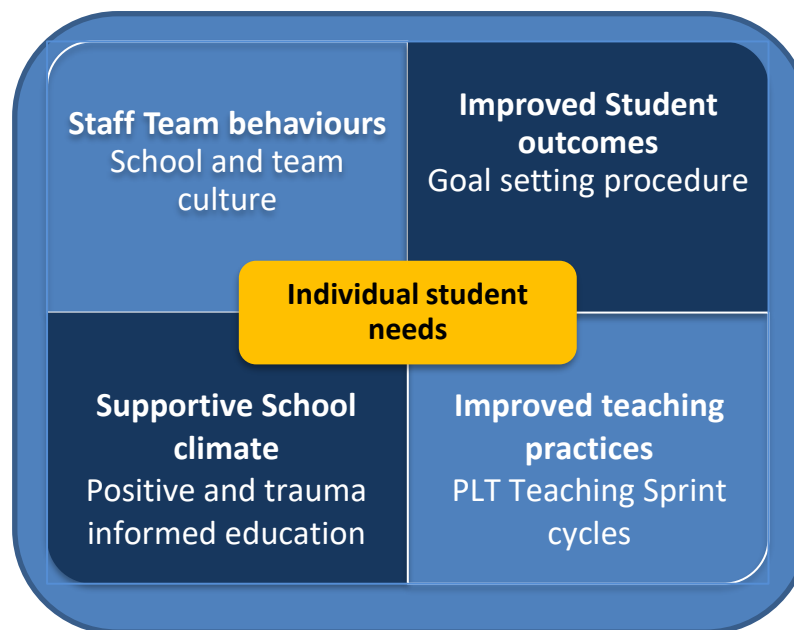 Staff Team behaviours
School and team
culture
Improved Student
outcomes
Goal setting procedure
Individual student
needs
Supportive School
climate
Positive and trauma
informed education
Improved teaching
practices
PLT Teaching Sprint
cycles